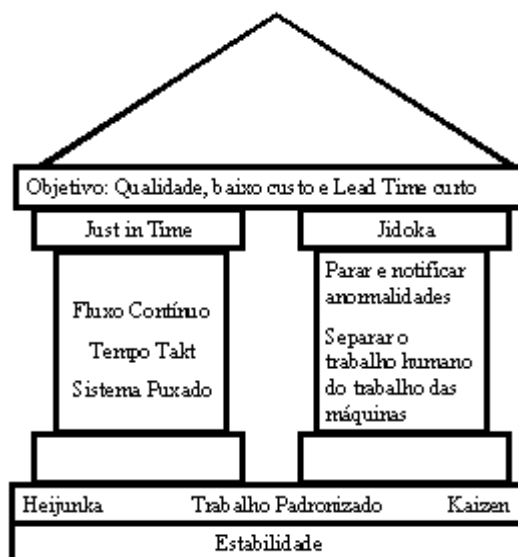 Objetivo: Qualidade, baixo custo e Lead Time curto
Just in Time
Jidoka
Fluxo Contínuo
Tempo Takt
Sistema Puxado
Parar e notificar
anormalidades
Separar o
trabalho humano
do trabalho das
máquinas
Heijunka Trabalho Padronizado Kaizen
Estabilidade